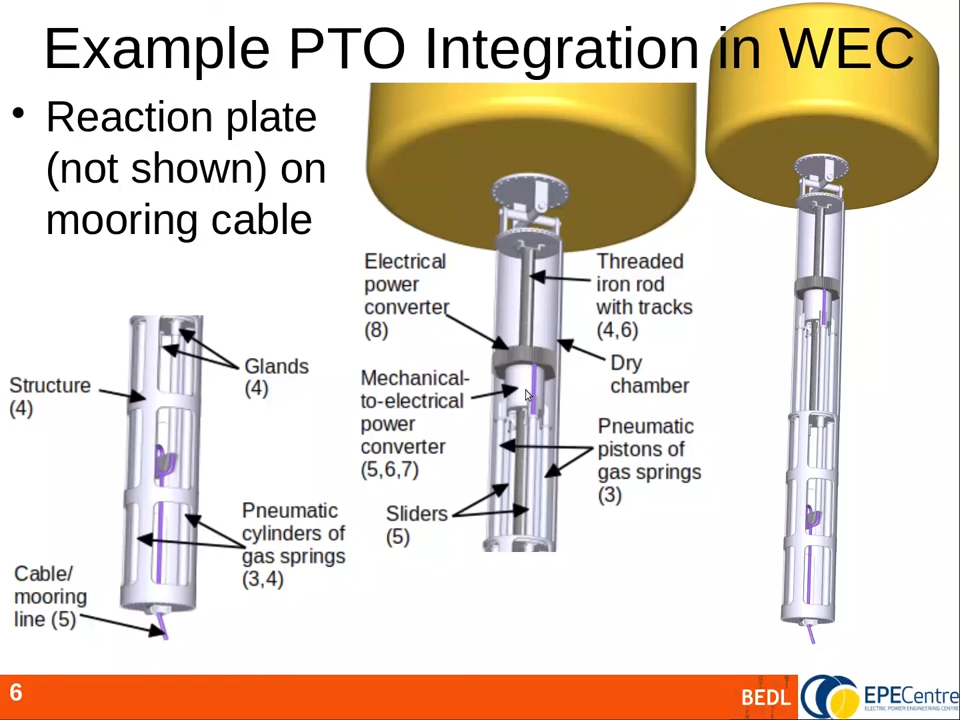 Example PTO Integration in WEC
• Reaction plate
(not shown) on
mooring cable
Electrical
power
converter
(8)
Threaded
iron rod
with tracks
(4,6)
Dry
chamber
Mechanical-
to-electrical
power
converter
(5,6,7)
Pneumatic
pistons of
gas springs
(3)
Sliders
(5)
Glands
(4)
Structure
(4)
Pneumatic
cylinders of
gas springs
(3,4)
Cable/
mooring
line (5)
6
BEDL
EPECentre
ELECTRIC POWER ENGINEERING CENTRE